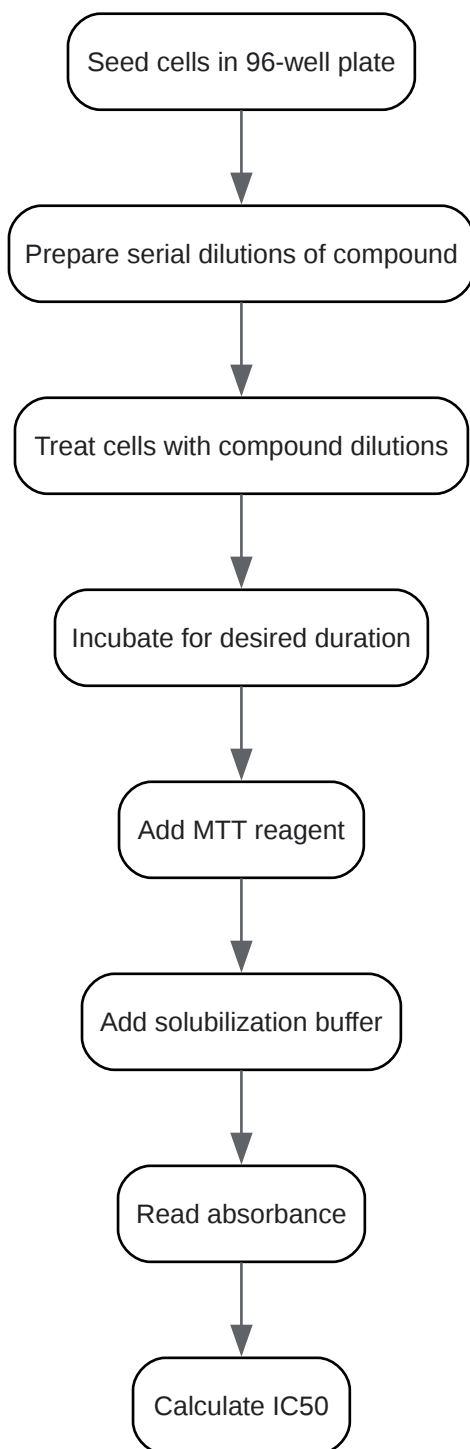 Seed cells in 96-well plate
Prepare serial dilutions of compound
Treat cells with compound dilutions
Incubate for desired duration
Add MTT reagent
Add solubilization buffer
Read absorbance
Calculate IC50